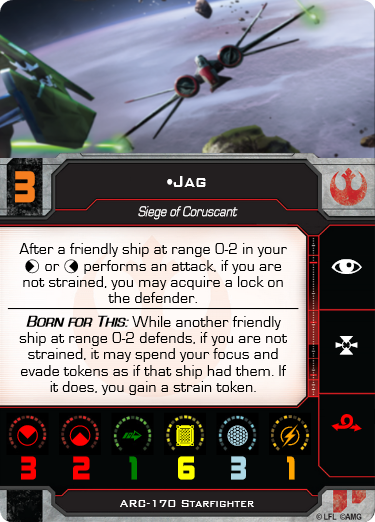 3
•Jag
Siege of Coruscant
After a friendly ship at range 0-2 in your
or performs an attack, if you are
not strained, you may acquire a lock on
the defender.
Born for This: While another friendly
ship at range 0-2 defends, if you are not
strained, it may spend your focus and
evade tokens as if that ship had them. If
it does, you gain a strain token.
3 2 1 6 3 1
ARC-170 Starfighter
© LFL ©AMG